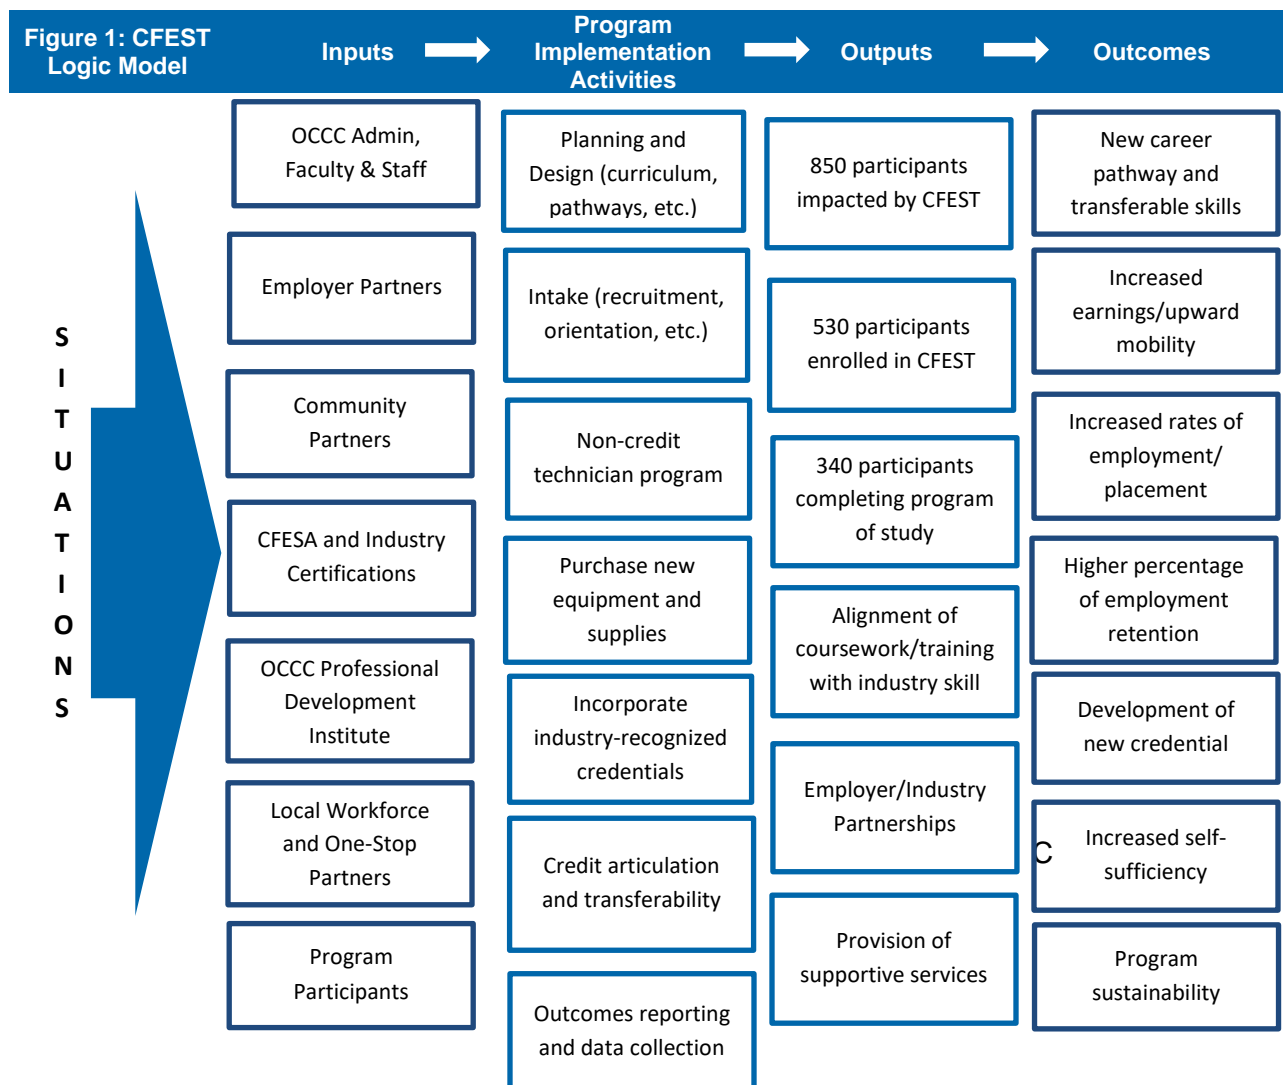 Figure 1: CFEST
Logic Model
Inputs
Program
Implementation
Activities
Outputs
Outcomes
S
I
T
U
A
T
I
O
N
S
OCCC Admin,
Faculty & Staff
Employer Partners
Community
Partners
CFESA and Industry
Certifications
OCCC Professional
Development
Institute
Local Workforce
and One-Stop
Partners
Program
Participants
Planning and
Design (curriculum,
pathways, etc.)
Intake (recruitment,
orientation, etc.)
Non-credit
technician program
Purchase new
equipment and
supplies
Incorporate
industry-recognized
credentials
Credit articulation
and transferability
Outcomes reporting
and data collection
850 participants
impacted by CFEST
530 participants
enrolled in CFEST
340 participants
completing program
of study
Alignment of
coursework/training
with industry skill
Employer/Industry
Partnerships
Provision of
supportive services
New career
pathway and
transferable skills
Increased
earnings/upward
mobility
Increased rates of
employment/
placement
Higher percentage
of employment
retention
Development of
new credential
C
Increased self-
sufficiency
Program
sustainability